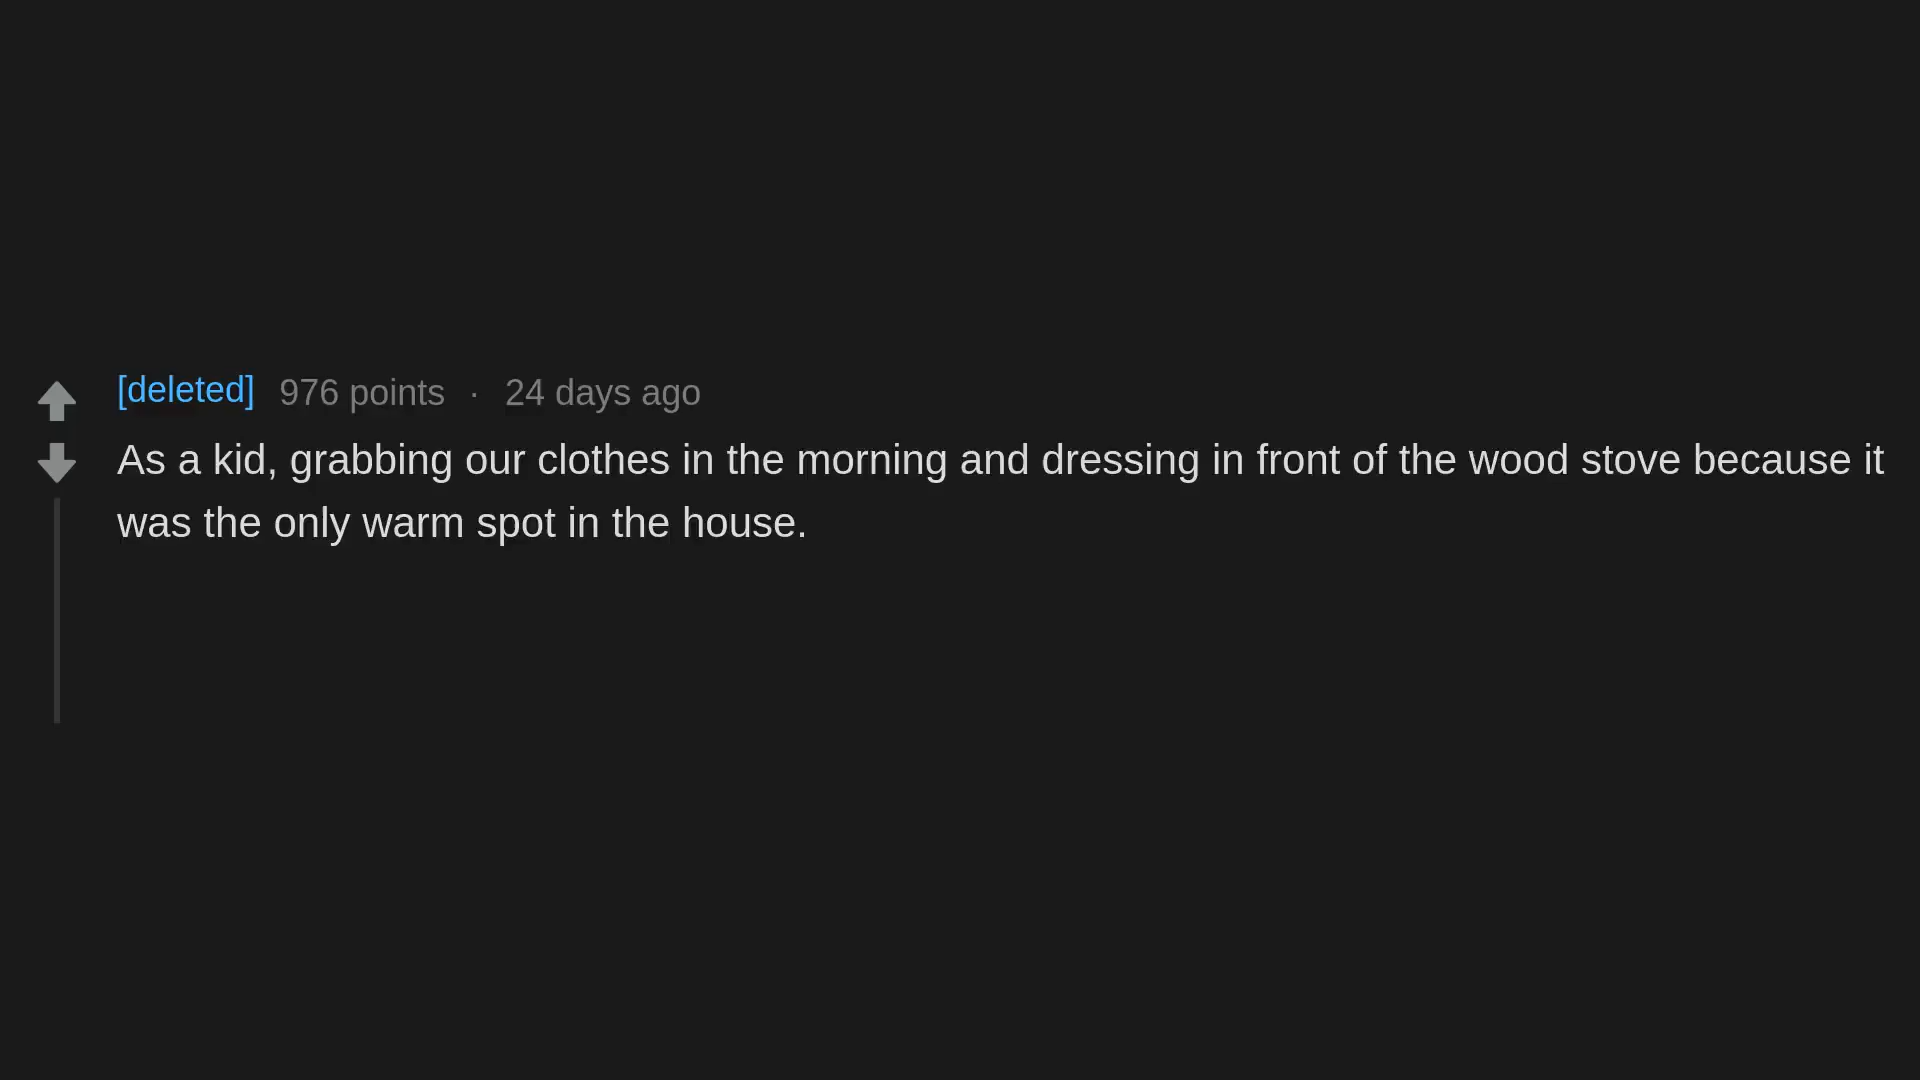 [deleted] 976 points · 24 days ago
As a kid, grabbing our clothes in the morning and dressing in front of the wood stove because it
was the only warm spot in the house.